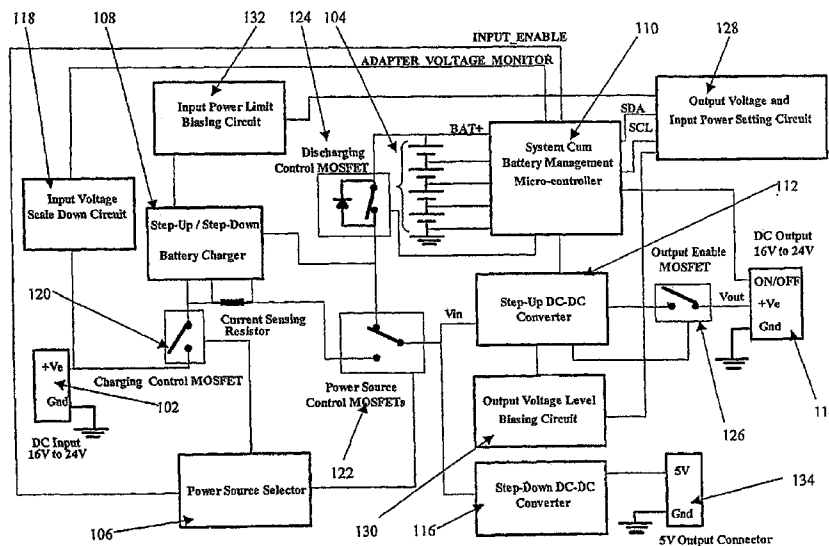 118
108
132
124
104
INPUT_ENABLE
110
128
ADAPTER VOLTAGE MONITOR
Input Power Limit
Biasing Circuit
Discharging
Control MOSFET
BAT+
System Cum
Battery Management
Micro-controller
SDA
SCL
Output Voltage and
Input Power Setting Circuit
112
Input Voltage
Scale Down Circuit
Step-Up / Step-Down
Battery Charger
120
Current Sensing
Resistor
Vin
Step-Up DC-DC
Converter
Output Enable
MOSFET
Vout
DC Output
16V to 24V
ON/OFF
+Ve
Gnd
+Ve
Gnd
102
DC Input
16V to 24V
Charging Control MOSFET
Power Source
Control MOSFETs
122
Output Voltage Level
Biasing Circuit
126
11
Power Source Selector
106
130
116
Step-Down DC-DC
Converter
5V
Gnd
134
5V Output Connector